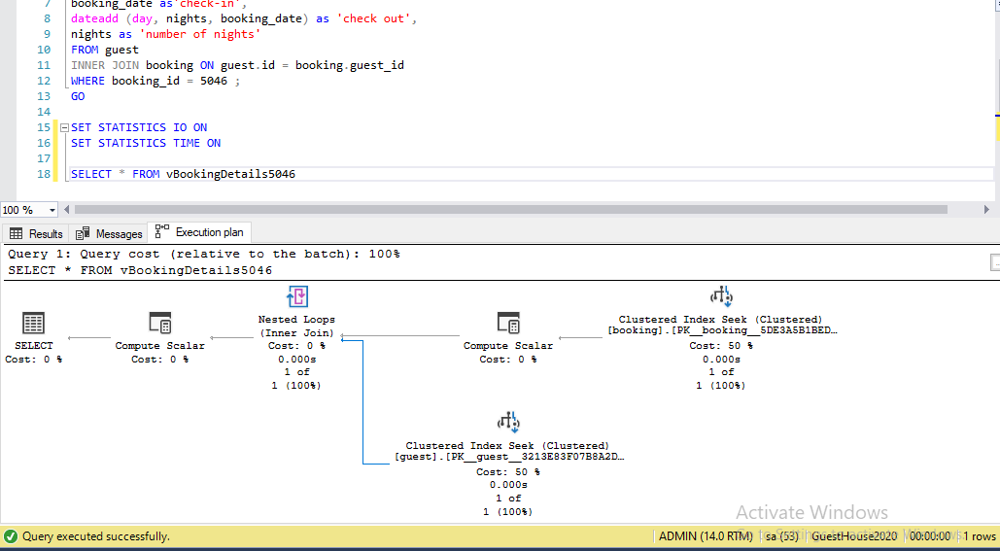 7 booking_date as'check-in',
8 dateadd (day, nights, booking_date) as 'check out',
9 nights as 'number of nights'
10 FROM guest
11 INNER JOIN booking ON guest.id = booking.guest_id
12 WHERE booking_id = 5046 ;
13 GO
14
15 SET STATISTICS IO ON
16 SET STATISTICS TIME ON
17
18 SELECT * FROM vBookingDetails5046
100 %
Results Messages Execution plan
Query 1: Query cost (relative to the batch): 100%
SELECT * FROM vBookingDetails5046
SELECT
Cost: 0 %
Compute Scalar
Cost: 0 %
Nested Loops
(Inner Join)
Cost: 0 %
0.000s
1 of
1 (100%)
Compute Scalar
Cost: 0 %
Clustered Index Seek (Clustered)
[booking].[PK__booking__5DE3A5B1BED…
Cost: 50 %
0.000s
1 of
1 (100%)
Clustered Index Seek (Clustered)
[guest].[PK__guest__3213E83F07B8A2D…
Cost: 50 %
0.000s
1 of
1 (100%)
Activate Windows
Query executed successfully.
ADMIN (14.0 RTM) sa (53) GuestHouse2020 00:00:00 1 rows